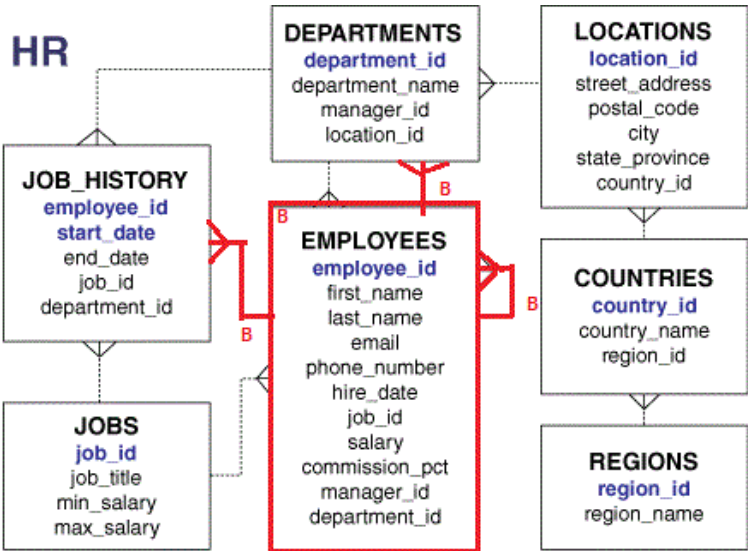 HR
DEPARTMENTS
department_id
department_name
manager_id
location_id
LOCATIONS
location_id
street_address
postal_code
city
state_province
country_id
JOB_HISTORY
employee_id
start_date
end_date
job_id
department_id
B
B
EMPLOYEES
employee_id
first_name
last_name
email
phone_number
hire_date
job_id
salary
commission_pct
manager_id
department_id
B
B
COUNTRIES
country_id
country_name
region_id
JOBS
job_id
job_title
min_salary
max_salary
REGIONS
region_id
region_name